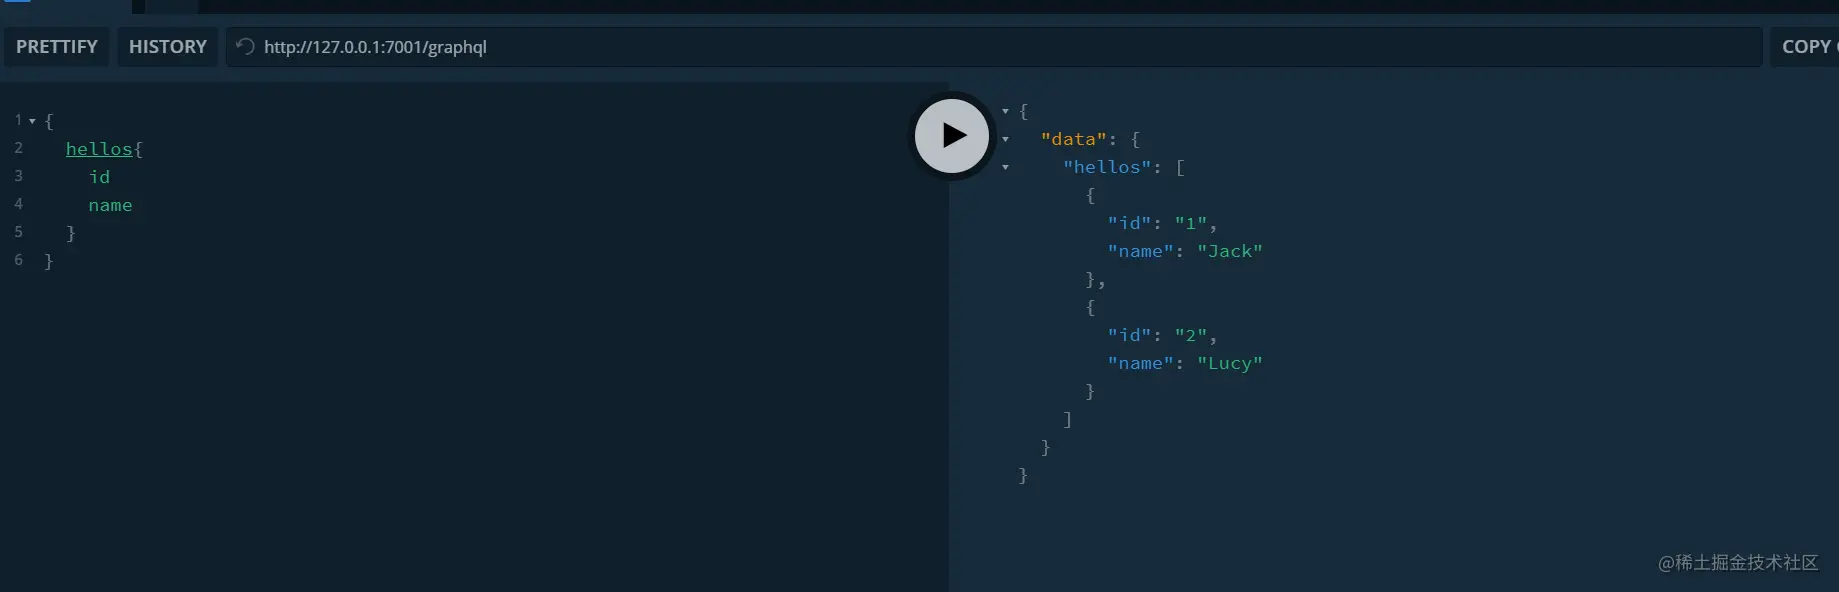 PRETTIFY HISTORY http://127.0.0.1:7001/graphql COPY
1 {
2 hellos{
3 id
4 name
5 }
6 }
{
"data": {
"hellos": [
{
"id": "1",
"name": "Jack"
},
{
"id": "2",
"name": "Lucy"
}
]
}
}
@稀土掘金技术社区